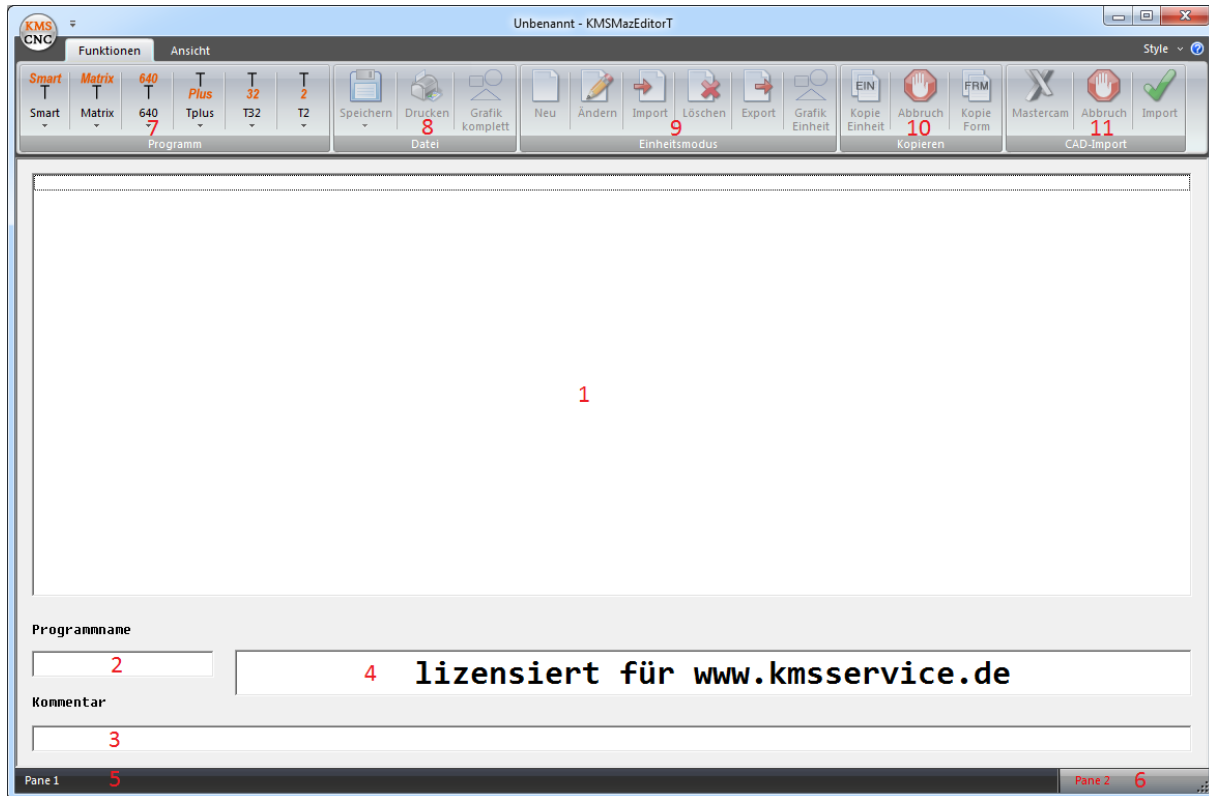 KMS
CNC
Unbenannt - KMSMazEditorT
Funktionen Ansicht Style
Smart T Matrix T 640 T T Plus T 32 T 2 EIN FRM X
Smart Matrix 640 Tplus T32 T2 Speichern Drucken Grafik komplett Neu Ändern Import Löschen Export Grafik Einheit Kopie Einheit Abbruch Kopie Form Mastercam Abbruch Import
7 8 9 10 11
Programm Datei Einheitsmodus Kopieren CAD-Import
1
Programmname
2
4 lizensiert für www.kmsservice.de
Kommentar
3
Pane 1 5 Pane 2 6